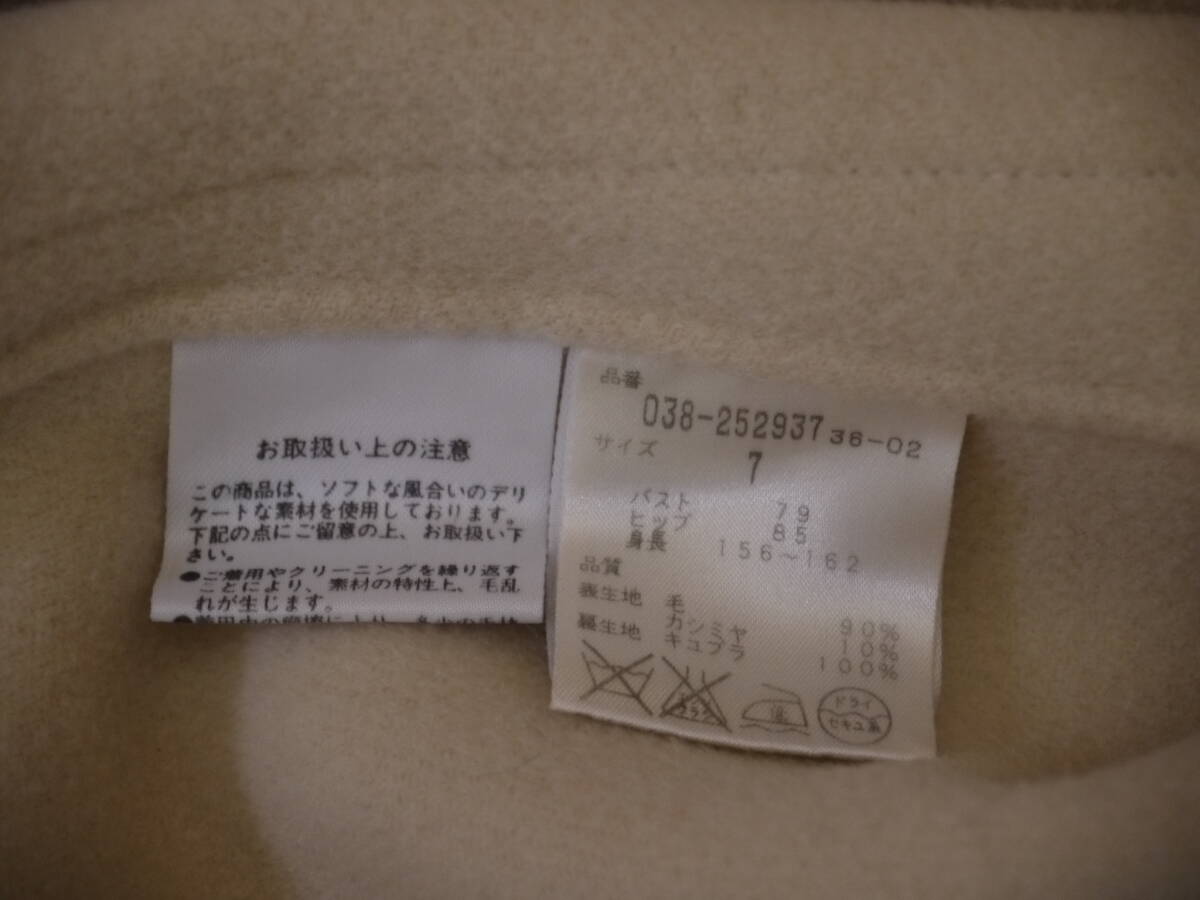 お取扱い上の注意
この商品は、ソフトな風合いのデリ
ケートな素材を使用しております。
下記の点にご留意の上、お取扱い下
さい。
●ご着用やクリーニングを繰り返す
ことにより、素材の特性上、毛乱
れが生じます。
品番
038-252937 36-02
サイズ
7
バスト 79
ヒップ 85
身長 156〜162
品質
表生地 毛 90%
カシミヤ 10%
裏生地 キュプラ 100%
ドライ
セキユ系